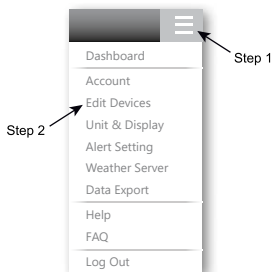 Dashboard
Step 1
Account
Edit Devices
Step 2
Unit & Display
Alert Setting
Weather Server
Data Export
Help
FAQ
Log Out